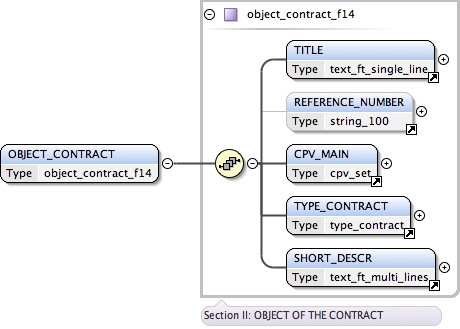 object_contract_f14
TITLE
Type text_ft_single_line
REFERENCE_NUMBER
Type string_100
OBJECT_CONTRACT
Type object_contract_f14
CPV_MAIN
Type cpv_set
TYPE_CONTRACT
Type type_contract
SHORT_DESCR
Type text_ft_multi_lines
Section II: OBJECT OF THE CONTRACT